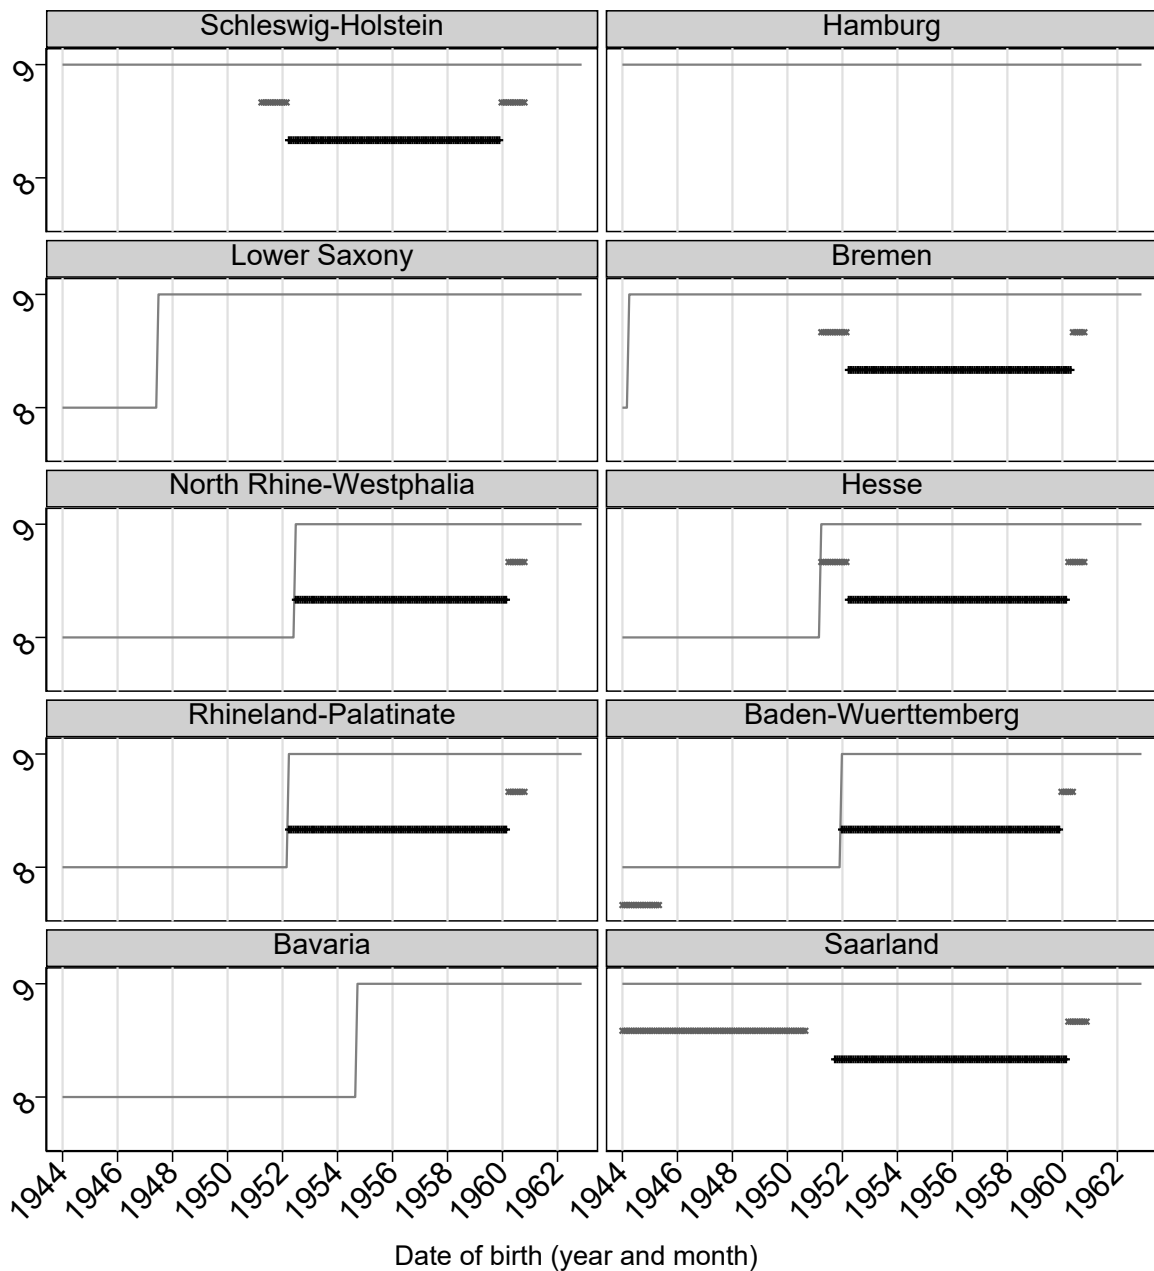 Schleswig-Holstein Hamburg
9
8
Lower Saxony Bremen
9
8
North Rhine-Westphalia Hesse
9
8
Rhineland-Palatinate Baden-Wuerttemberg
9
8
Bavaria Saarland
9
8
1944 1946 1948 1950 1952 1954 1956 1958 1960 1962 1944 1946 1948 1950 1952 1954 1956 1958 1960 1962
Date of birth (year and month)